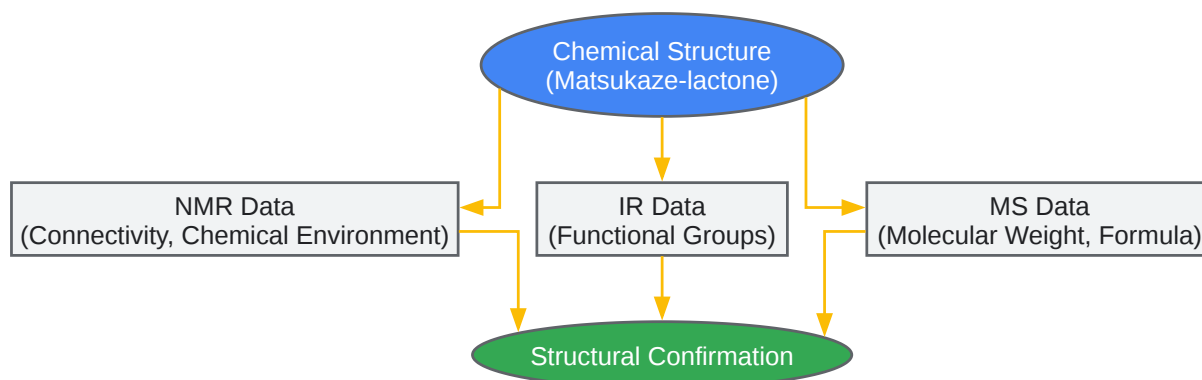 Chemical Structure
(Matsukaze-lactone)
NMR Data
(Connectivity, Chemical Environment)
IR Data
(Functional Groups)
MS Data
(Molecular Weight, Formula)
Structural Confirmation